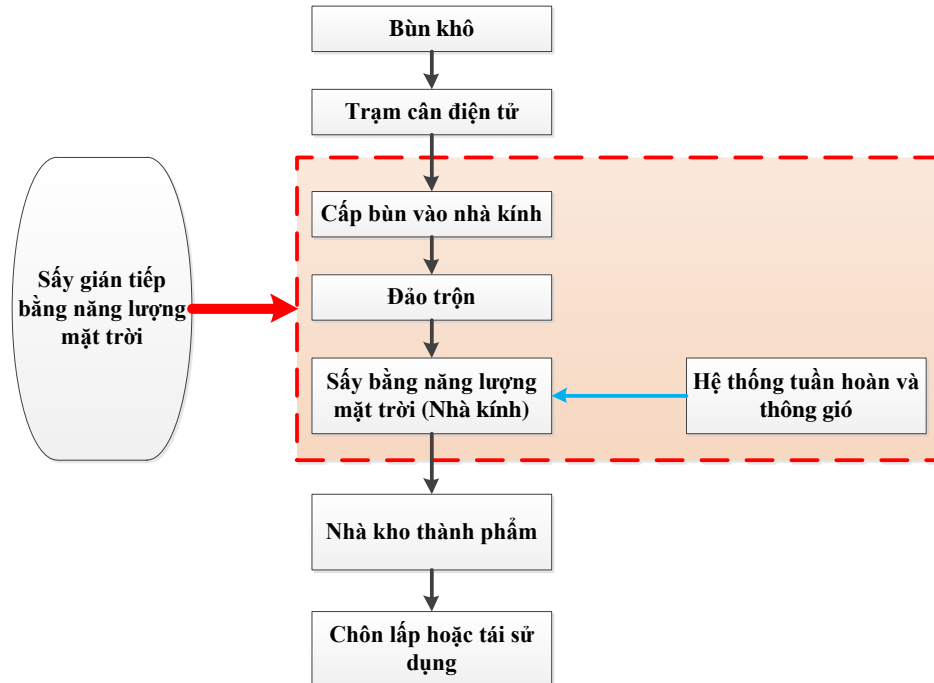 Bùn khô
Trạm cân điện tử
Cấp bùn vào nhà kính
Sấy gián tiếp
bằng năng lượng
mặt trời
Đảo trộn
Sấy bằng năng lượng
mặt trời (Nhà kính)
Hệ thống tuần hoàn và
thông gió
Nhà kho thành phẩm
Chôn lấp hoặc tái sử
dụng